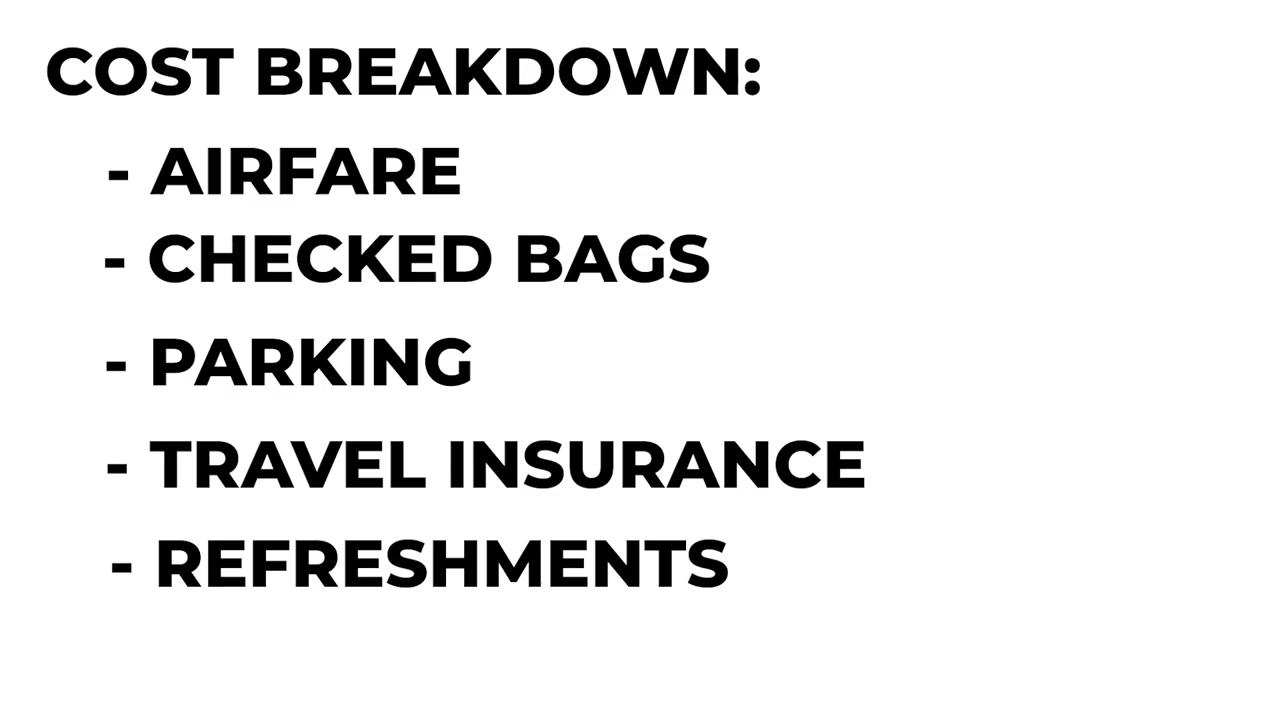 COST BREAKDOWN:
- AIRFARE
- CHECKED BAGS
- PARKING
- TRAVEL INSURANCE
- REFRESHMENTS